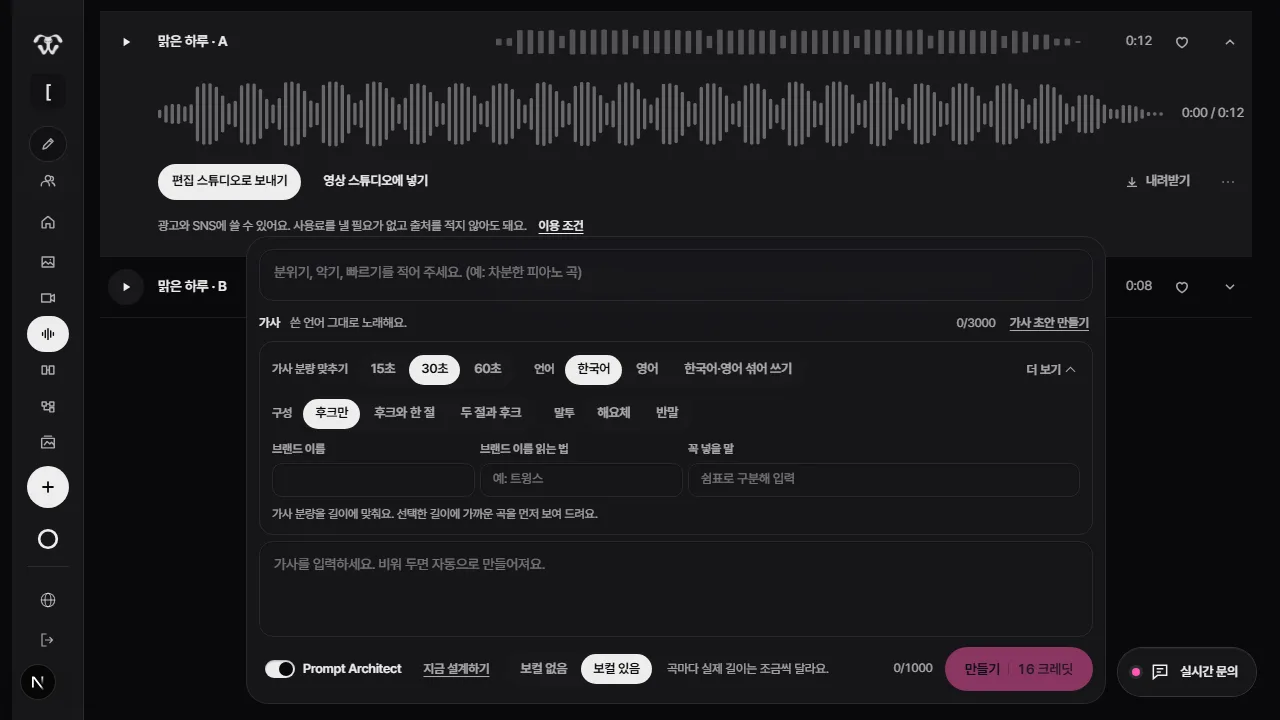 맑은 하루 · A
0:12
[
0:00 / 0:12
편집 스튜디오로 보내기
영상 스튜디오에 넣기
내려받기
광고와 SNS에 쓸 수 있어요. 사용료를 낼 필요가 없고 출처를 적지 않아도 돼요. 이용 조건
맑은 하루 · B
0:08
분위기, 악기, 빠르기를 적어 주세요. (예: 차분한 피아노 곡)
가사 쓴 언어 그대로 노래해요.
0/3000 가사 초안 만들기
가사 분량 맞추기 15초 30초 60초 언어 한국어 영어 한국어·영어 섞어 쓰기 더 보기
구성 후크만 후크와 한 절 두 절과 후크 말투 해요체 반말
브랜드 이름 브랜드 이름 읽는 법 꼭 넣을 말
예: 트윙스 쉼표로 구분해 입력
가사 분량을 길이에 맞춰요. 선택한 길이에 가까운 곡을 먼저 보여 드려요.
가사를 입력하세요. 비워 두면 자동으로 만들어져요.
Prompt Architect 지금 설계하기 보컬 없음 보컬 있음 곡마다 실제 길이는 조금씩 달라요. 0/1000 만들기 16 크레딧
실시간 문의
N